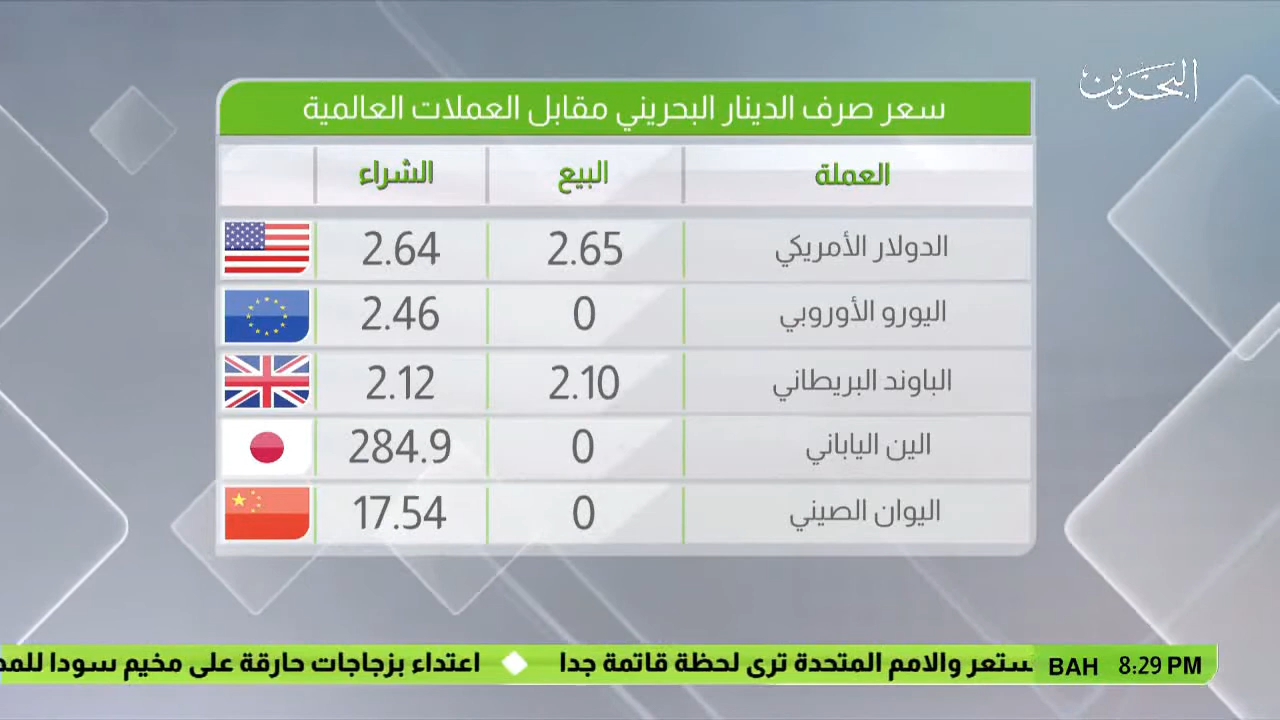 البحرين
سعر صرف الدينار البحريني مقابل العملات العالمية
العملة البيع الشراء
الدولار الأمريكي 2.65 2.64
اليورو الأوروبي 0 2.46
الباوند البريطاني 2.10 2.12
الين الياباني 0 284.9
اليوان الصيني 0 17.54
BAH 8:29 PM
ستعر والامم المتحدة ترى لحظة قاتمة جدا
اعتداء بزجاجات حارقة على مخيم سودا